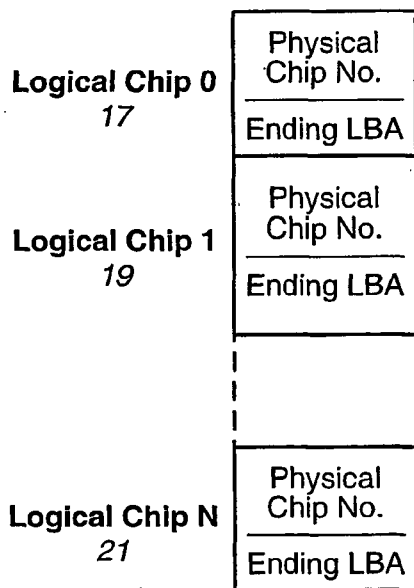 Logical Chip 0
17
Physical
Chip No.
Ending LBA
Logical Chip 1
19
Physical
Chip No.
Ending LBA
Logical Chip N
21
Physical
Chip No.
Ending LBA